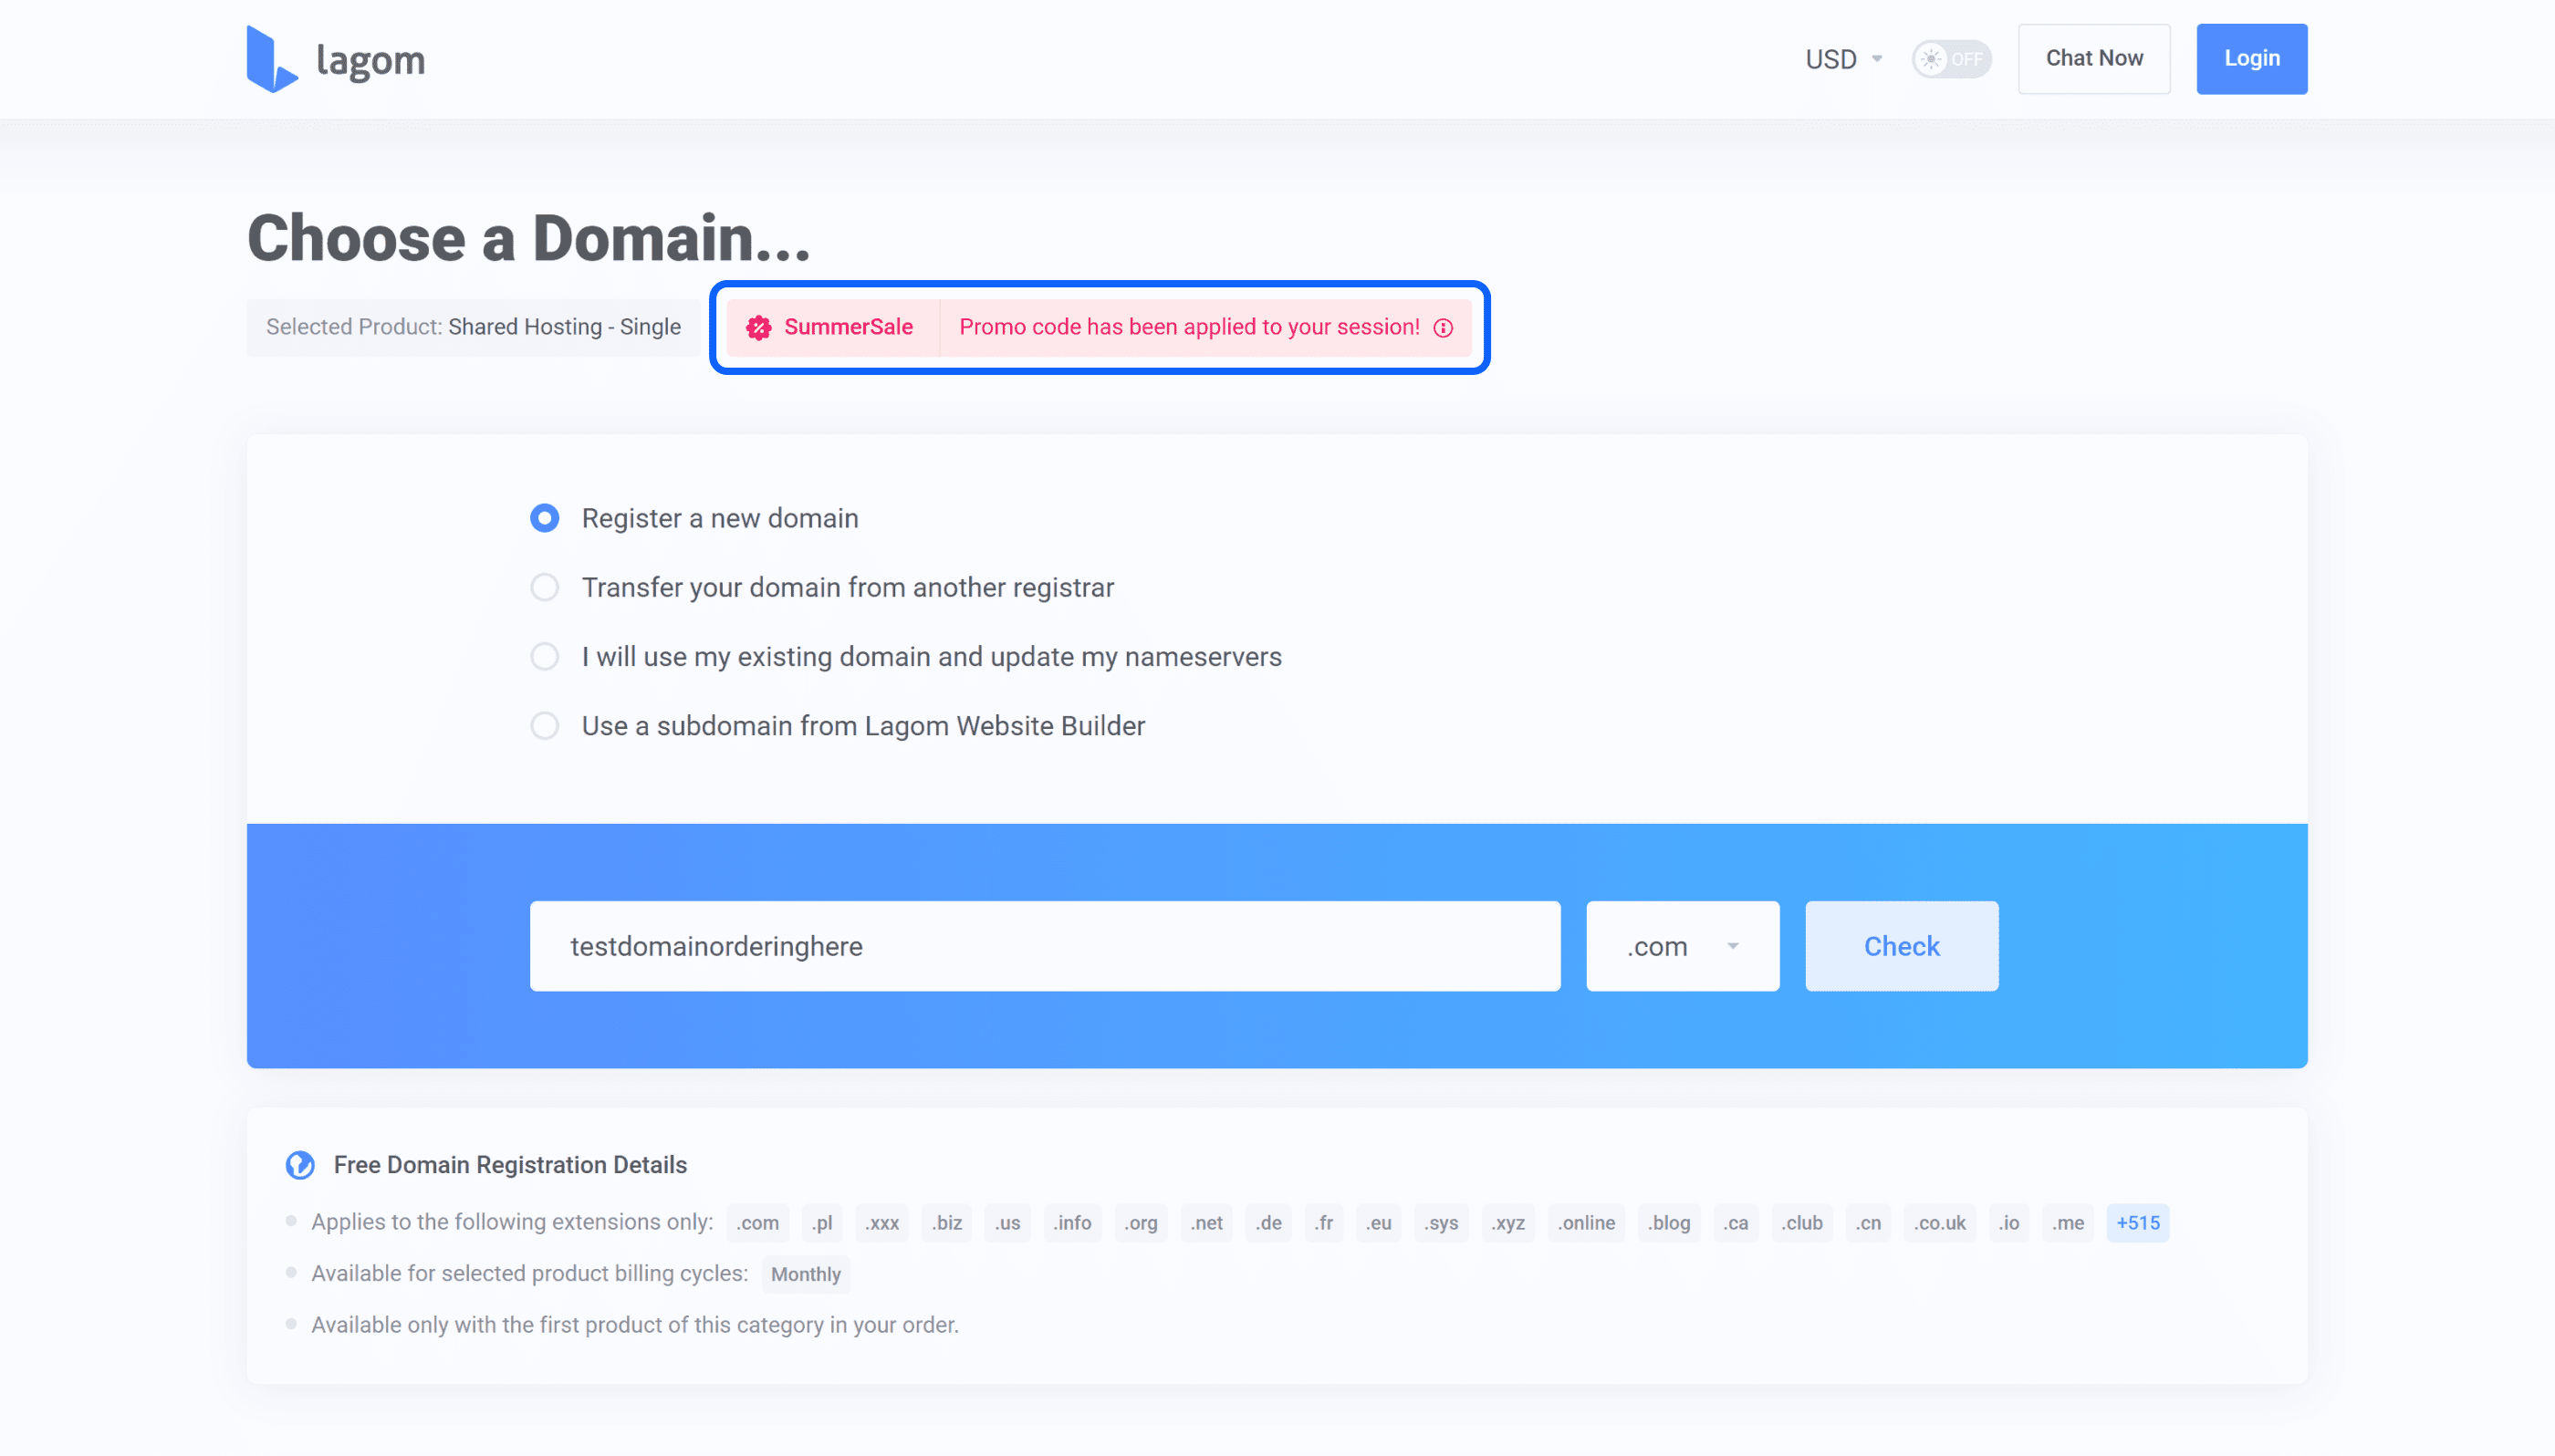 lagom
USD OFF Chat Now Login
Choose a Domain...
Selected Product: Shared Hosting - Single SummerSale Promo code has been applied to your session!
Register a new domain
Transfer your domain from another registrar
I will use my existing domain and update my nameservers
Use a subdomain from Lagom Website Builder
testdomainorderinghere .com Check
Free Domain Registration Details
Applies to the following extensions only: .com .pl .xxx .biz .us .info .org .net .de .fr .eu .sys .xyz .online .blog .ca .club .cn .co.uk .io .me +515
Available for selected product billing cycles: Monthly
Available only with the first product of this category in your order.